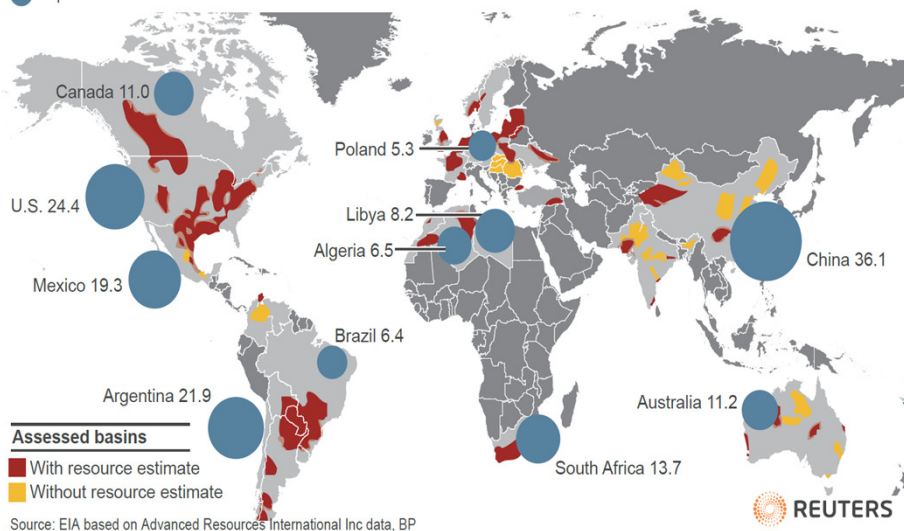 Canada 11.0
Poland 5.3
U.S. 24.4
Libya 8.2
Algeria 6.5
China 36.1
Mexico 19.3
Brazil 6.4
Argentina 21.9
Australia 11.2
South Africa 13.7
Assessed basins
With resource estimate
Without resource estimate
REUTERS
Source: EIA based on Advanced Resources International Inc data, BP